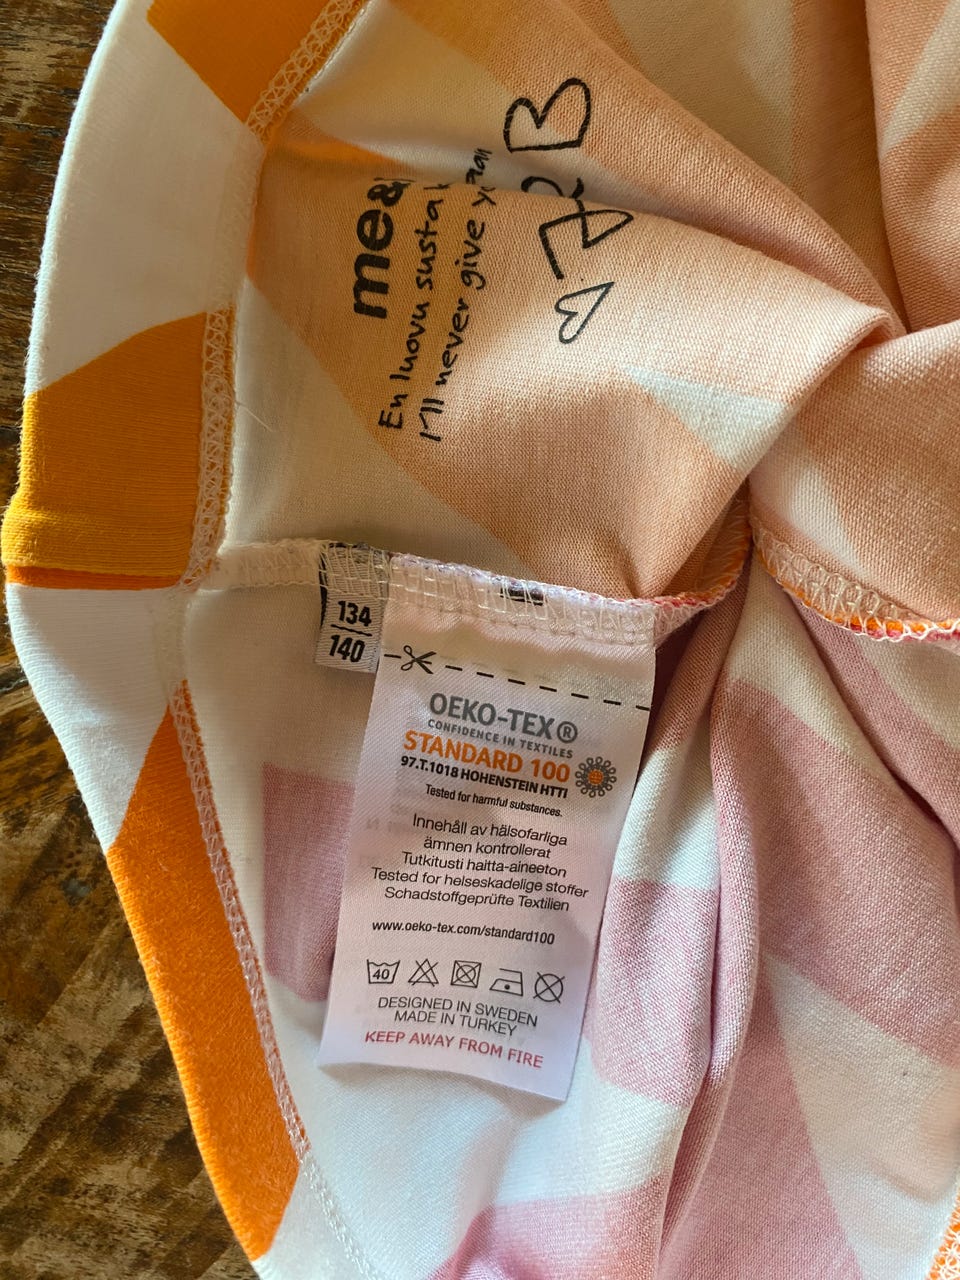 me&
En luovu susta
I'll never give
134
140
OEKO-TEX®
CONFIDENCE IN TEXTILES
STANDARD 100
97.T.1018 HOHENSTEIN HTTI
Tested for harmful substances.
Innehåll av hälsofarliga
ämnen kontrollerat
Tutkitusti haitta-aineeton
Tested for helseskadelige stoffer
Schadstoffgeprüfte Textilien
www.oeko-tex.com/standard100
40
DESIGNED IN SWEDEN
MADE IN TURKEY
KEEP AWAY FROM FIRE